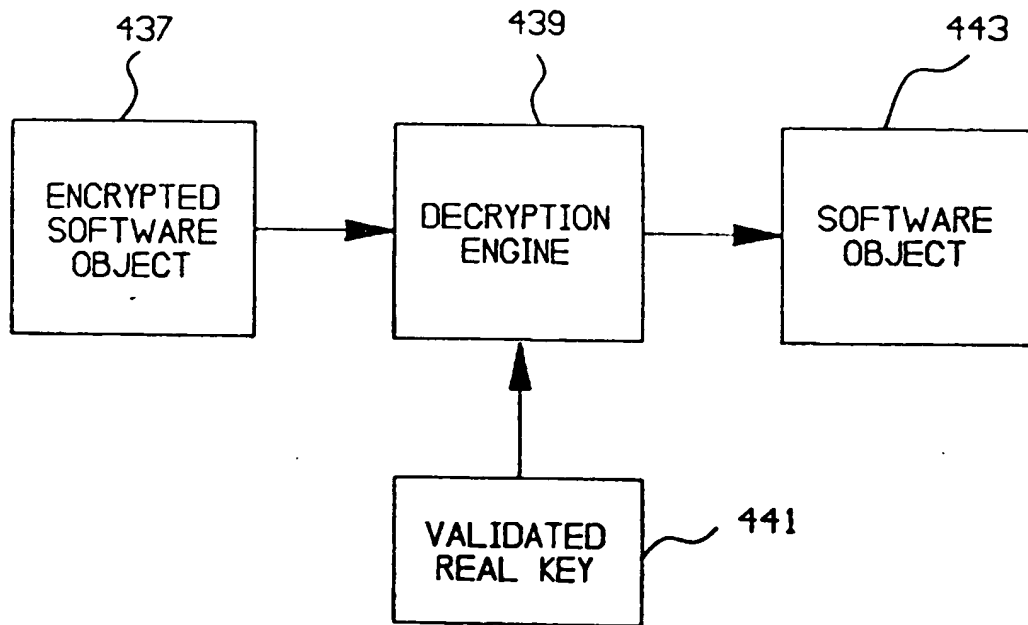 437
439
443
ENCRYPTED
SOFTWARE
OBJECT
DECRYPTION
ENGINE
SOFTWARE
OBJECT
VALIDATED
REAL KEY
441